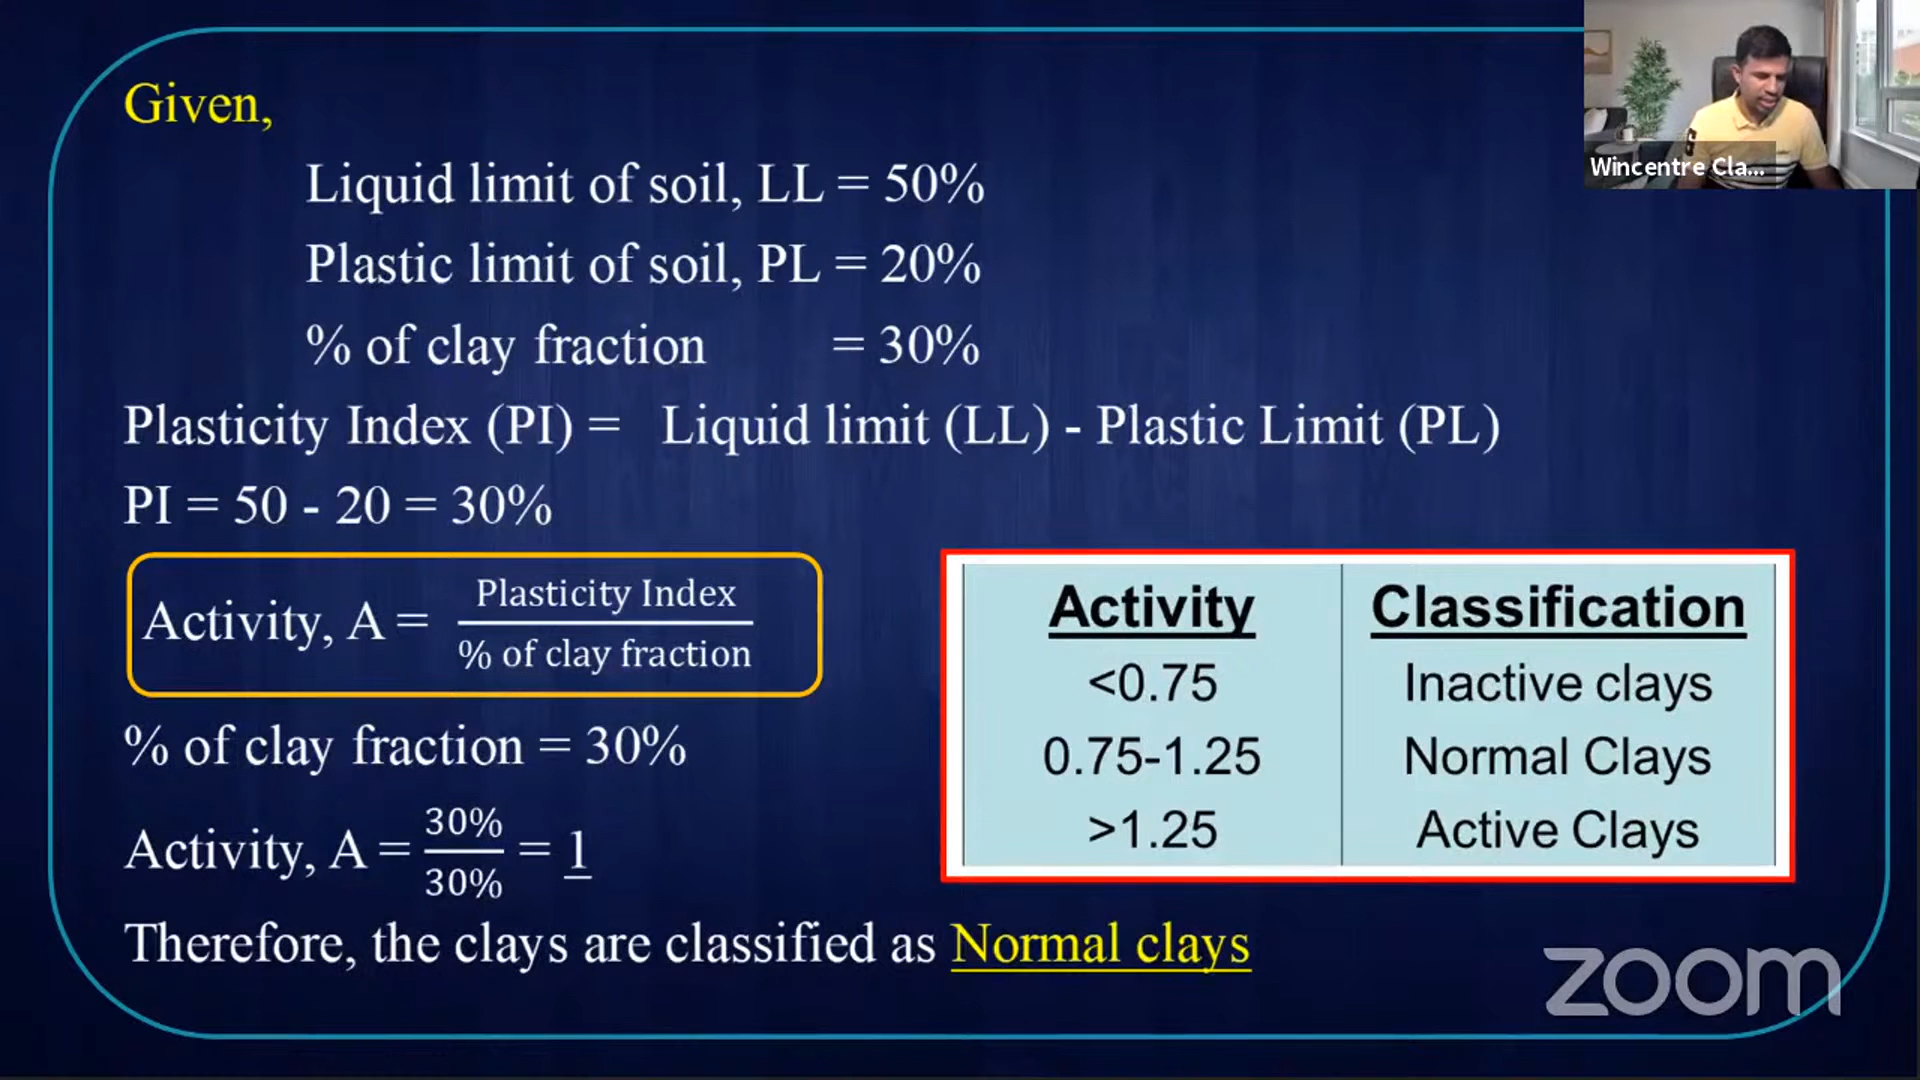 Given,
Liquid limit of soil, LL = 50%
Plastic limit of soil, PL = 20%
% of clay fraction = 30%
Plasticity Index (PI) = Liquid limit (LL) - Plastic Limit (PL)
PI = 50 - 20 = 30%
Activity, A = Plasticity Index
% of clay fraction
% of clay fraction = 30%
Activity, A = 30%
30% = 1
Therefore, the clays are classified as Normal clays
Activity Classification
<0.75 Inactive clays
0.75-1.25 Normal Clays
>1.25 Active Clays
Wincentre Cla...
zoom